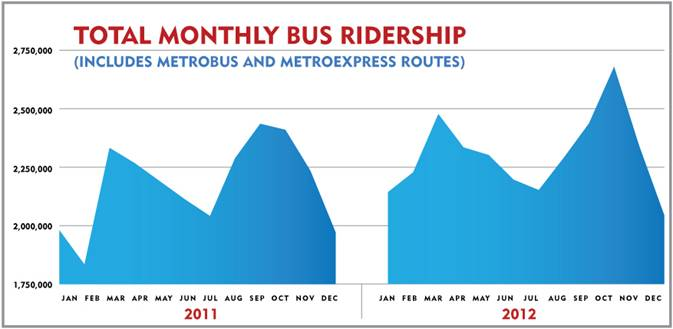 TOTAL MONTHLY BUS RIDERSHIP
(INCLUDES METROBUS AND METROEXPRESS ROUTES)
2,750,000
2,500,000
2,250,000
2,000,000
1,750,000
JAN FEB MAR APR MAY JUN JUL AUG SEP OCT NOV DEC
JAN FEB MAR APR MAY JUN JUL AUG SEP OCT NOV DEC
2011
2012